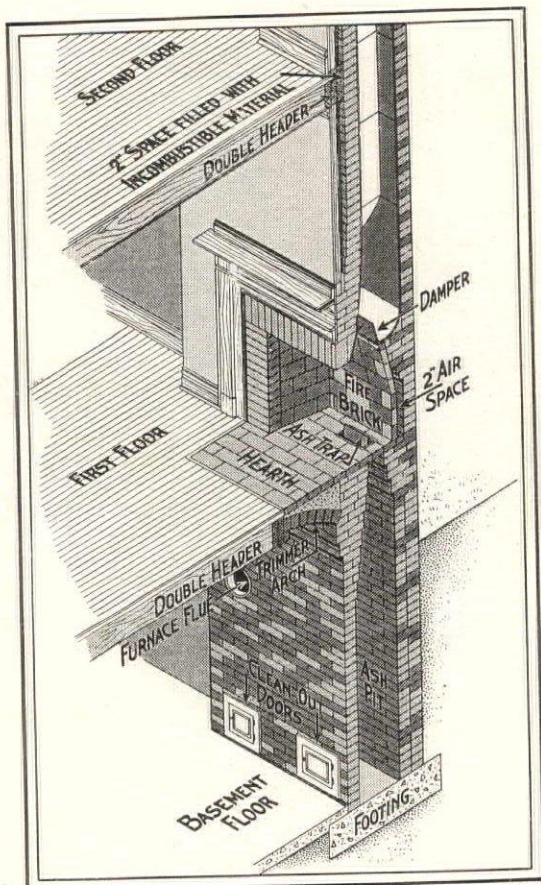 SECOND FLOOR
2" SPACE FILLED WITH
INCOMBUSTIBLE MATERIAL
DOUBLE HEADER
DAMPER
2" AIR
SPACE
FIRE
BRICK
ASH TRAP
HEARTH
FIRST FLOOR
DOUBLE HEADER
FURNACE FLUE
TRIMMER
ARCH
CLEAN-OUT
DOORS
ASH
PIT
BASEMENT
FLOOR
FOOTING